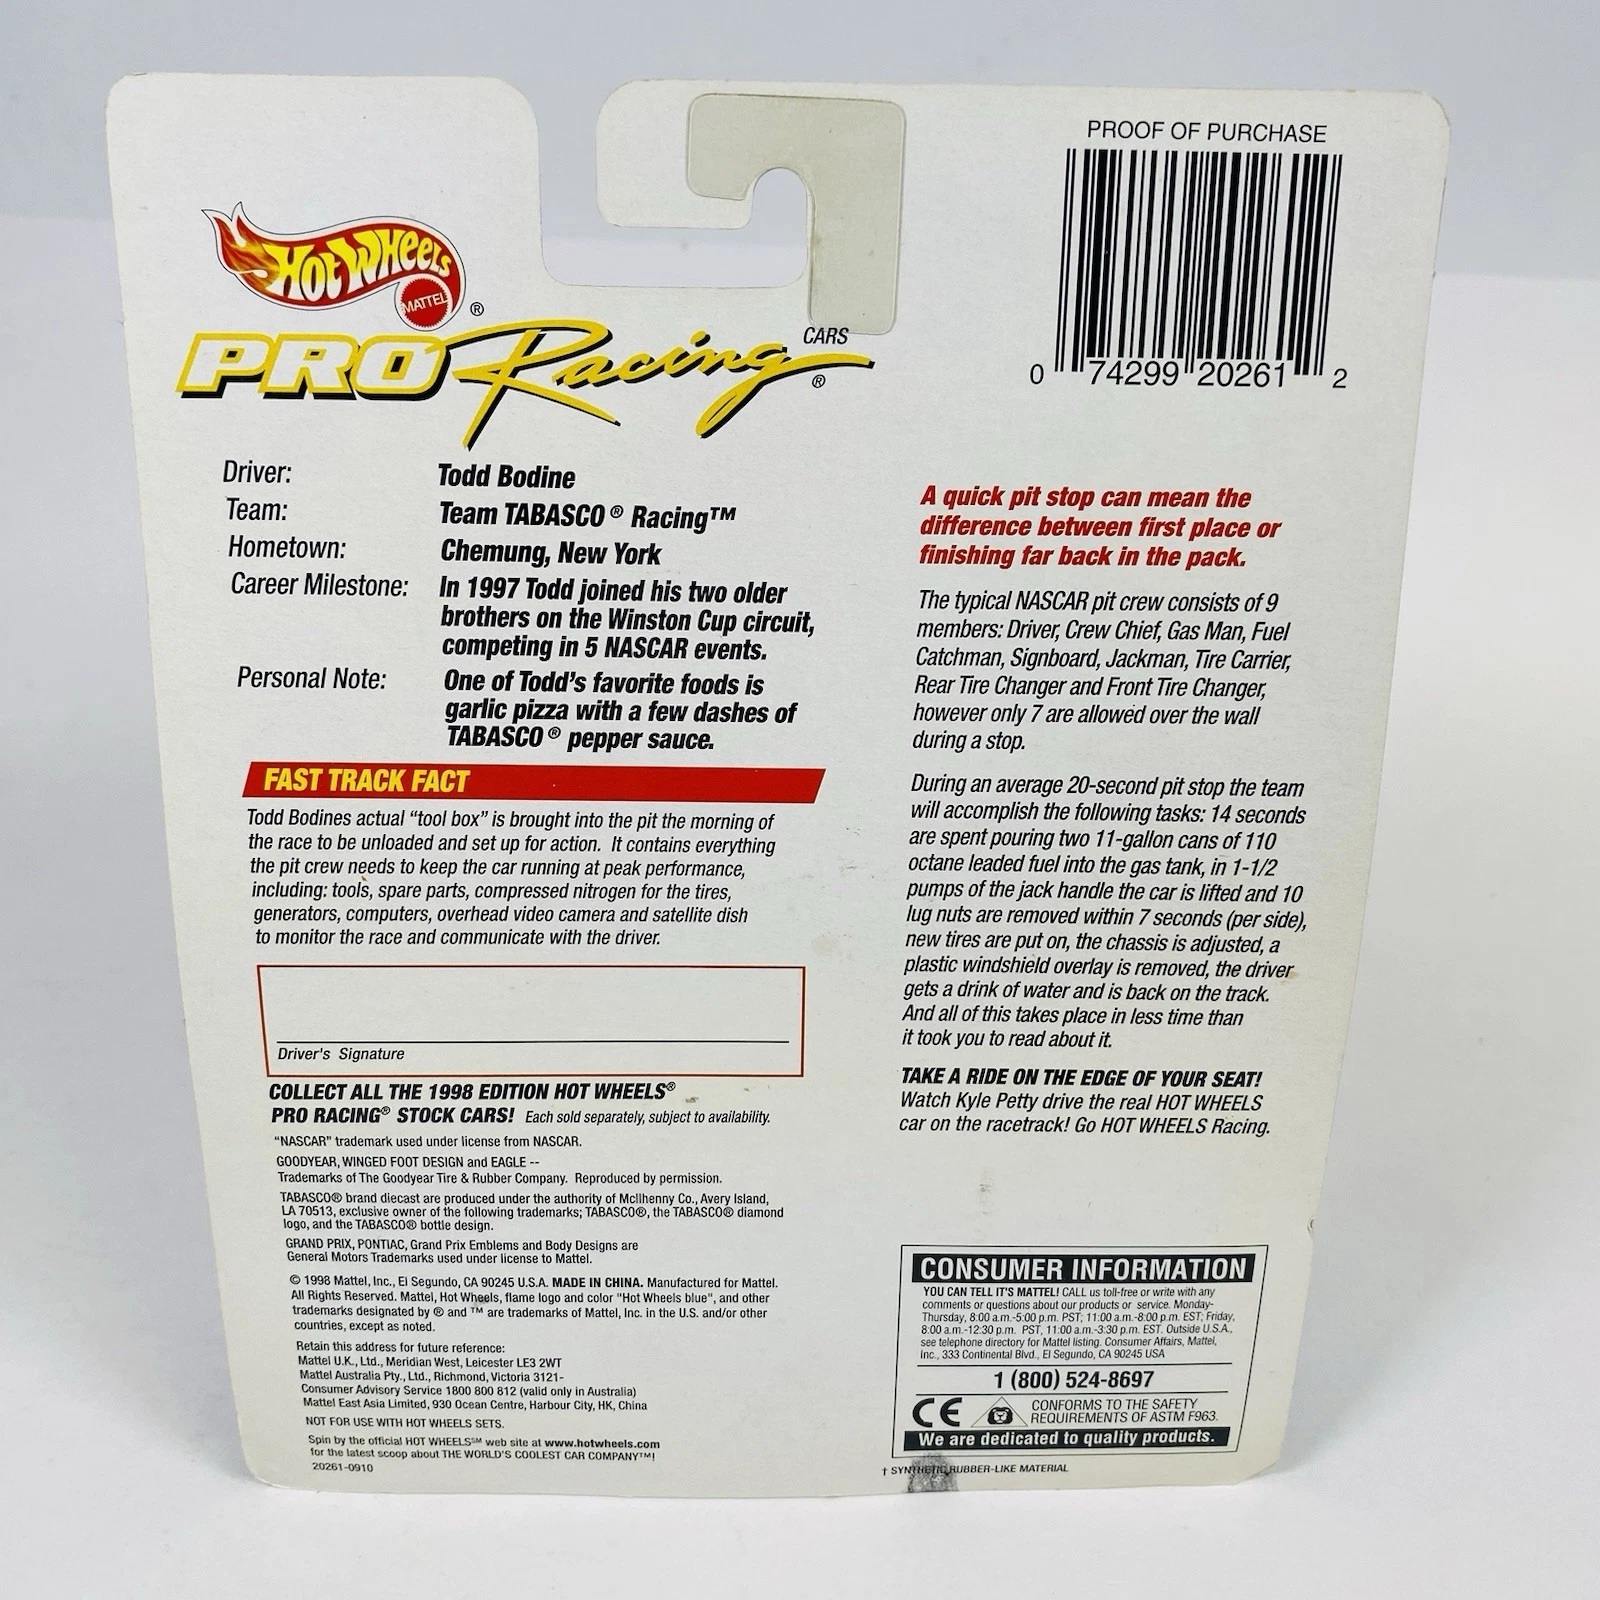 HOT WHEELS
MATTEL ®
PRO Racing CARS ®
PROOF OF PURCHASE
0 74299 20261 2
Driver: Todd Bodine
Team: Team TABASCO® Racing™
Hometown: Chemung, New York
Career Milestone: In 1997 Todd joined his two older
brothers on the Winston Cup circuit,
competing in 5 NASCAR events.
Personal Note: One of Todd's favorite foods is
garlic pizza with a few dashes of
TABASCO® pepper sauce.
FAST TRACK FACT
Todd Bodines actual "tool box" is brought into the pit the morning of
the race to be unloaded and set up for action. It contains everything
the pit crew needs to keep the car running at peak performance,
including: tools, spare parts, compressed nitrogen for the tires,
generators, computers, overhead video camera and satellite dish
to monitor the race and communicate with the driver.
Driver's Signature
COLLECT ALL THE 1998 EDITION HOT WHEELS®
PRO RACING® STOCK CARS! Each sold separately, subject to availability.
"NASCAR" trademark used under license from NASCAR.
GOODYEAR, WINGED FOOT DESIGN and EAGLE --
Trademarks of The Goodyear Tire & Rubber Company. Reproduced by permission.
TABASCO® brand diecast are produced under the authority of McIlhenny Co., Avery Island,
LA 70513, exclusive owner of the following trademarks; TABASCO®, the TABASCO® diamond
logo, and the TABASCO® bottle design.
GRAND PRIX, PONTIAC, Grand Prix Emblems and Body Designs are
General Motors Trademarks used under license to Mattel.
© 1998 Mattel, Inc., El Segundo, CA 90245 U.S.A. MADE IN CHINA. Manufactured for Mattel.
All Rights Reserved. Mattel, Hot Wheels, flame logo and color "Hot Wheels blue", and other
trademarks designated by ® and ™ are trademarks of Mattel, Inc. in the U.S. and/or other
countries, except as noted.
Retain this address for future reference:
Mattel U.K., Ltd., Meridian West, Leicester LE3 2WT
Mattel Australia Pty., Ltd., Richmond, Victoria 3121-
Consumer Advisory Service 1800 800 812 (valid only in Australia)
Mattel East Asia Limited, 930 Ocean Centre, Harbour City, HK, China
NOT FOR USE WITH HOT WHEELS SETS.
Spin by the official HOT WHEELS℠ web site at www.hotwheels.com
for the latest scoop about THE WORLD'S COOLEST CAR COMPANY™!
20261-0910
A quick pit stop can mean the
difference between first place or
finishing far back in the pack.
The typical NASCAR pit crew consists of 9
members: Driver, Crew Chief, Gas Man, Fuel
Catchman, Signboard, Jackman, Tire Carrier,
Rear Tire Changer and Front Tire Changer,
however only 7 are allowed over the wall
during a stop.
During an average 20-second pit stop the team
will accomplish the following tasks: 14 seconds
are spent pouring two 11-gallon cans of 110
octane leaded fuel into the gas tank, in 1-1/2
pumps of the jack handle the car is lifted and 10
lug nuts are removed within 7 seconds (per side),
new tires are put on, the chassis is adjusted, a
plastic windshield overlay is removed, the driver
gets a drink of water and is back on the track.
And all of this takes place in less time than
it took you to read about it.
TAKE A RIDE ON THE EDGE OF YOUR SEAT!
Watch Kyle Petty drive the real HOT WHEELS
car on the racetrack! Go HOT WHEELS Racing.
CONSUMER INFORMATION
YOU CAN TELL IT'S MATTEL! CALL us toll-free or write with any
comments or questions about our products or service. Monday-
Thursday, 8:00 a.m.-5:00 p.m. PST; 11:00 a.m.-8:00 p.m. EST; Friday,
8:00 a.m.-12:30 p.m. PST, 11:00 a.m.-3:30 p.m. EST. Outside U.S.A.,
see telephone directory for Mattel listing. Consumer Affairs, Mattel,
Inc., 333 Continental Blvd., El Segundo, CA 90245 USA
1 (800) 524-8697
CE CONFORMS TO THE SAFETY
REQUIREMENTS OF ASTM F963.
We are dedicated to quality products.
† SYNTHETIC RUBBER-LIKE MATERIAL